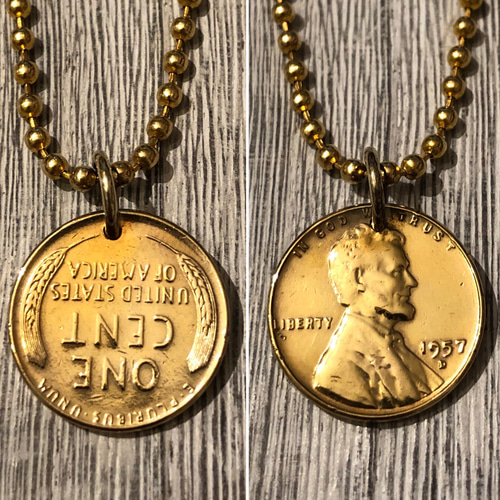 E·PLURIBUS·UNUM
ONE
CENT
UNITED STATES
OF AMERICA
IN GOD WE TRUST
LIBERTY
1957
D